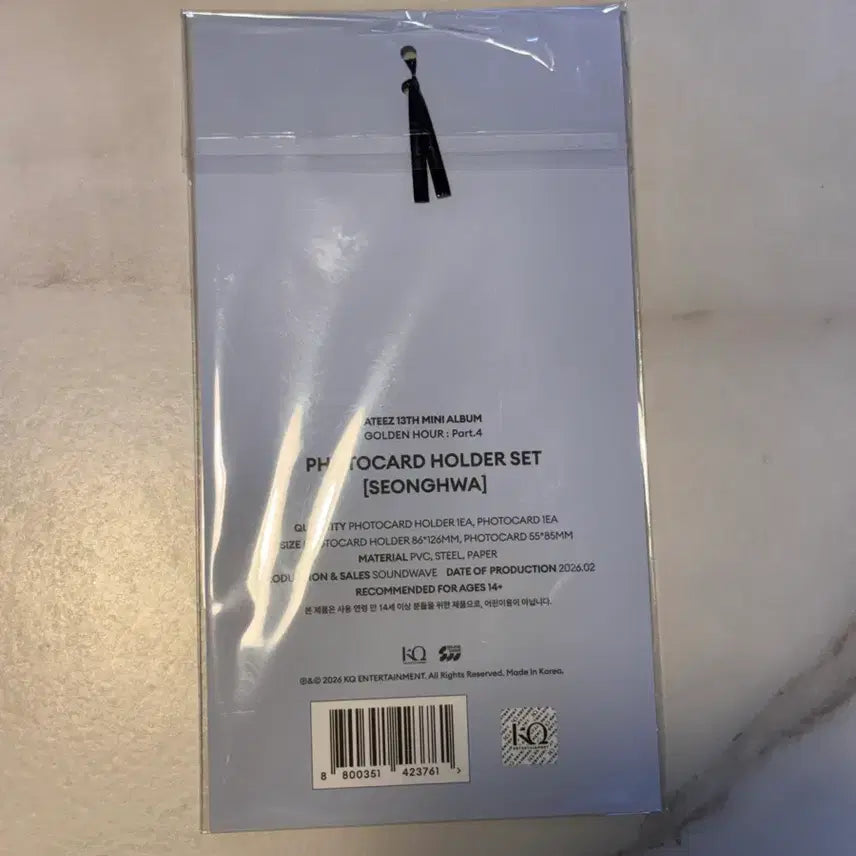 ATEEZ 13TH MINI ALBUM
GOLDEN HOUR : Part.4
PHOTOCARD HOLDER SET
[SEONGHWA]
QUANTITY PHOTOCARD HOLDER 1EA, PHOTOCARD 1EA
SIZE PHOTOCARD HOLDER 86*126MM, PHOTOCARD 55*85MM
MATERIAL PVC, STEEL, PAPER
PRODUCTION & SALES SOUNDWAVE DATE OF PRODUCTION 2026.02
RECOMMENDED FOR AGES 14+
본 제품은 사용 연령 만 14세 이상 분들을 위한 제품으로, 어린이용이 아닙니다.
KQ
℗&© 2026 KQ ENTERTAINMENT. All Rights Reserved. Made in Korea.
8 800351 423761 >
KQ
ENTERTAINMENT